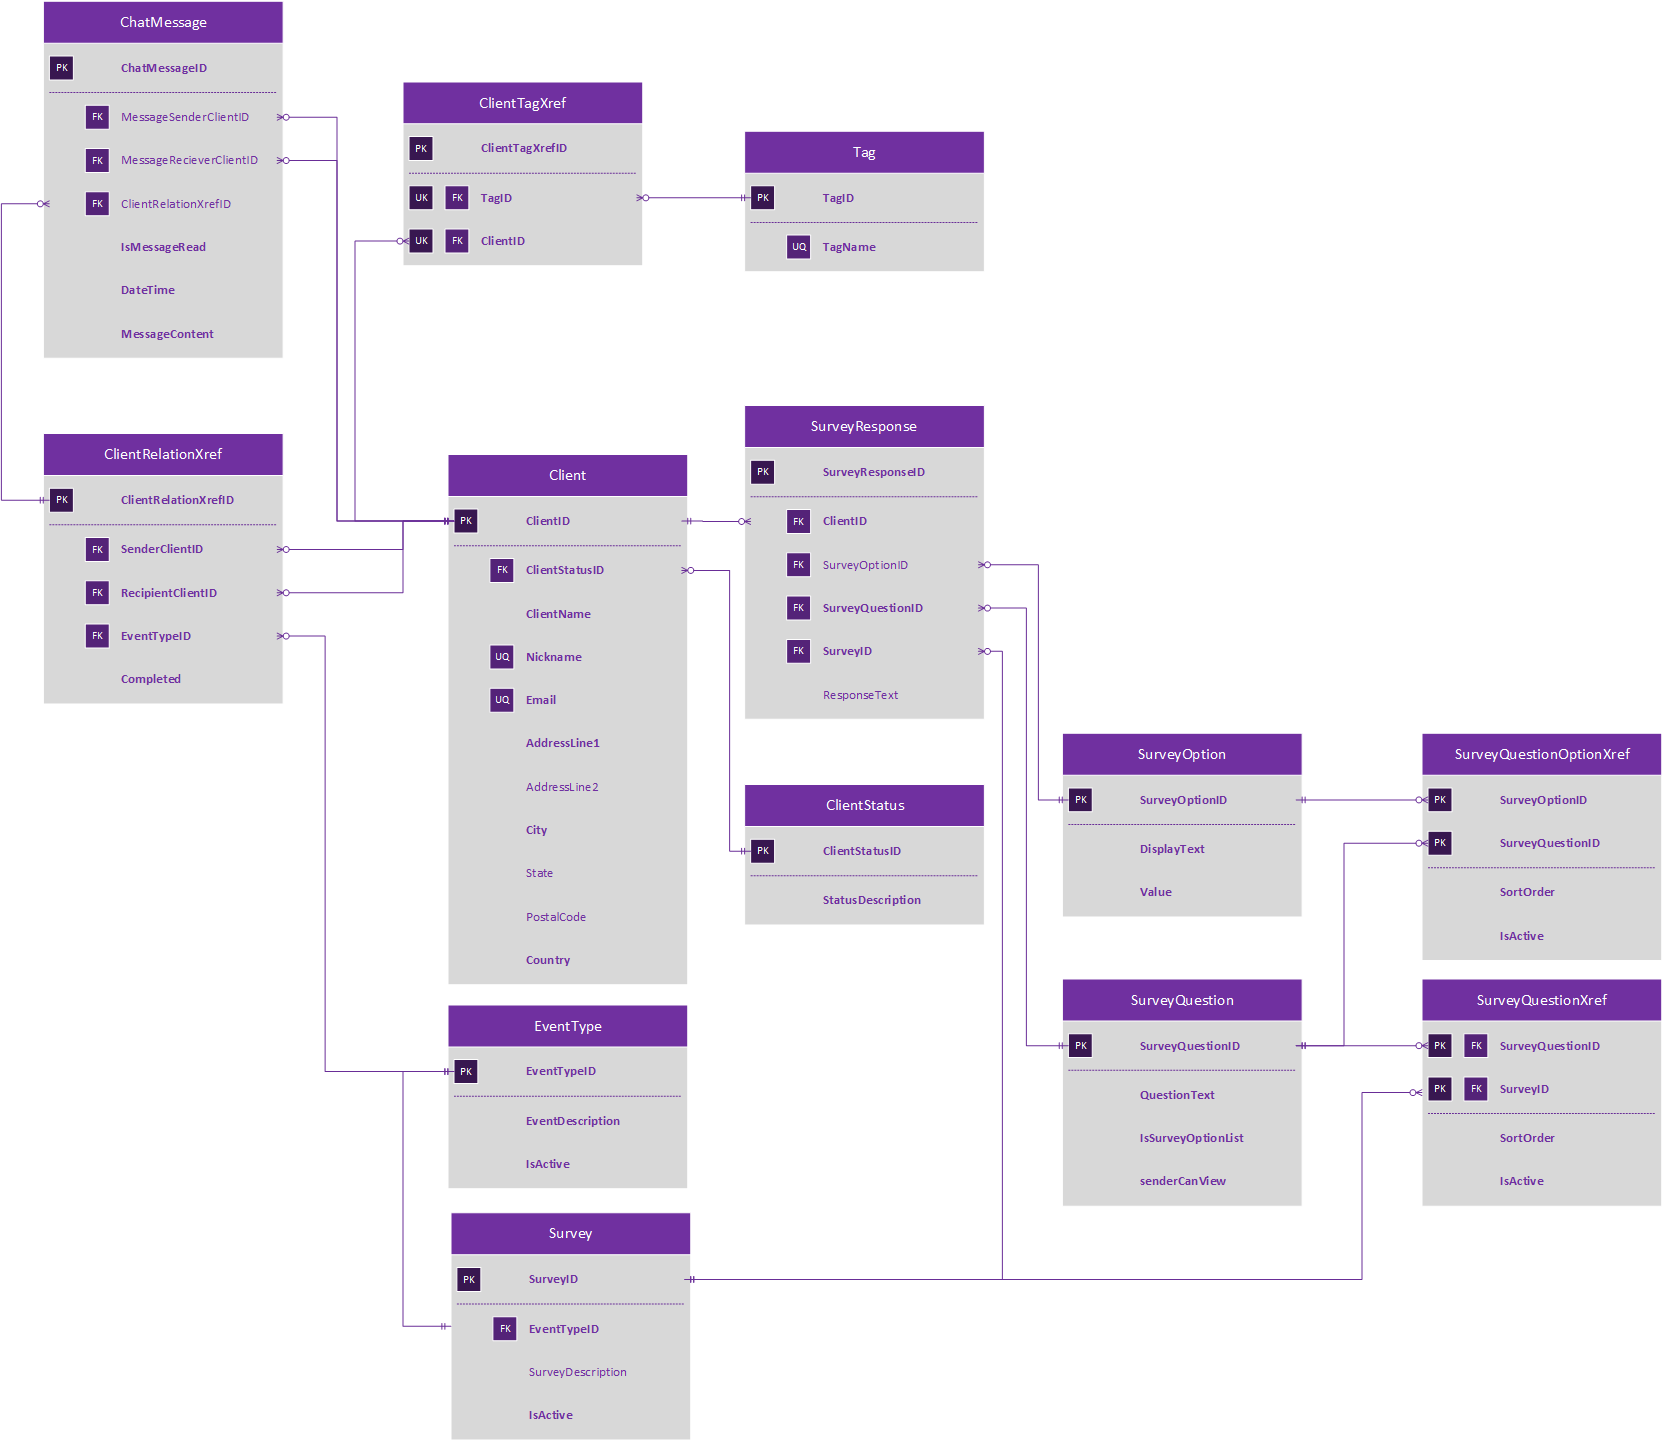 ChatMessage
PK ChatMessageID
FK MessageSenderClientID
FK MessageRecieverClientID
FK ClientRelationXrefID
IsMessageRead
DateTime
MessageContent
ClientTagXref
PK ClientTagXrefID
UK FK TagID
UK FK ClientID
Tag
PK TagID
UQ TagName
ClientRelationXref
PK ClientRelationXrefID
FK SenderClientID
FK RecipientClientID
FK EventTypeID
Completed
Client
PK ClientID
FK ClientStatusID
ClientName
UQ Nickname
UQ Email
AddressLine1
AddressLine2
City
State
PostalCode
Country
SurveyResponse
PK SurveyResponseID
FK ClientID
FK SurveyOptionID
FK SurveyQuestionID
FK SurveyID
ResponseText
ClientStatus
PK ClientStatusID
StatusDescription
SurveyOption
PK SurveyOptionID
DisplayText
Value
SurveyQuestionOptionXref
PK SurveyOptionID
PK SurveyQuestionID
SortOrder
IsActive
EventType
PK EventTypeID
EventDescription
IsActive
SurveyQuestion
PK SurveyQuestionID
QuestionText
IsSurveyOptionList
senderCanView
SurveyQuestionXref
PK FK SurveyQuestionID
PK FK SurveyID
SortOrder
IsActive
Survey
PK SurveyID
FK EventTypeID
SurveyDescription
IsActive